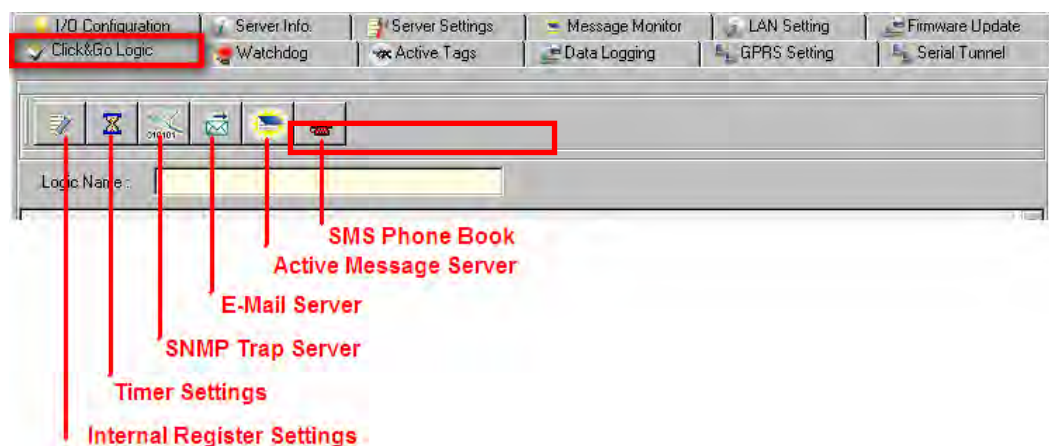 I/O Configuration Server Info. Server Settings Message Monitor LAN Setting Firmware Update
Click&Go Logic Watchdog Active Tags Data Logging GPRS Setting Serial Tunnel
010101
Logic Name :
SMS Phone Book
Active Message Server
E-Mail Server
SNMP Trap Server
Timer Settings
Internal Register Settings